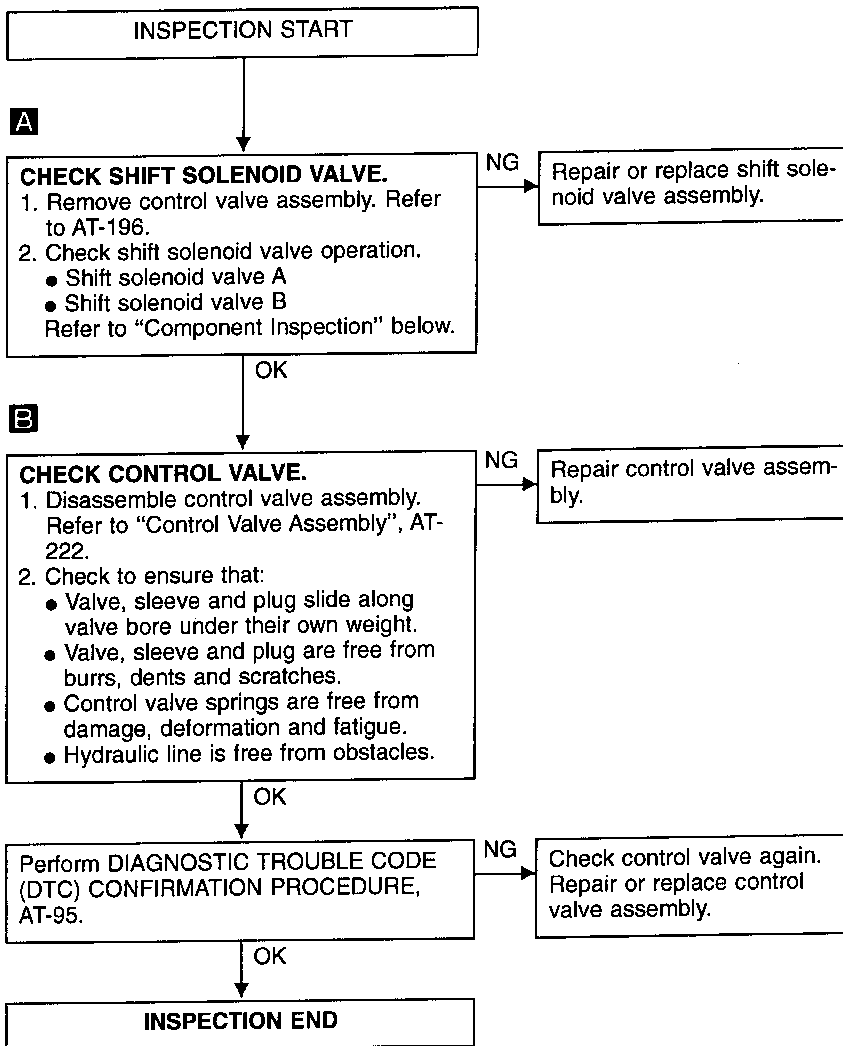 INSPECTION START
A
CHECK SHIFT SOLENOID VALVE.
1. Remove control valve assembly. Refer
to AT-196.
2. Check shift solenoid valve operation.
● Shift solenoid valve A
● Shift solenoid valve B
Refer to “Component Inspection” below.
NG
Repair or replace shift sole-
noid valve assembly.
OK
B
CHECK CONTROL VALVE.
1. Disassemble control valve assembly.
Refer to “Control Valve Assembly”, AT-
222.
2. Check to ensure that:
● Valve, sleeve and plug slide along
valve bore under their own weight.
● Valve, sleeve and plug are free from
burrs, dents and scratches.
● Control valve springs are free from
damage, deformation and fatigue.
● Hydraulic line is free from obstacles.
NG
Repair control valve assem-
bly.
OK
Perform DIAGNOSTIC TROUBLE CODE
(DTC) CONFIRMATION PROCEDURE,
AT-95.
NG
Check control valve again.
Repair or replace control
valve assembly.
OK
INSPECTION END